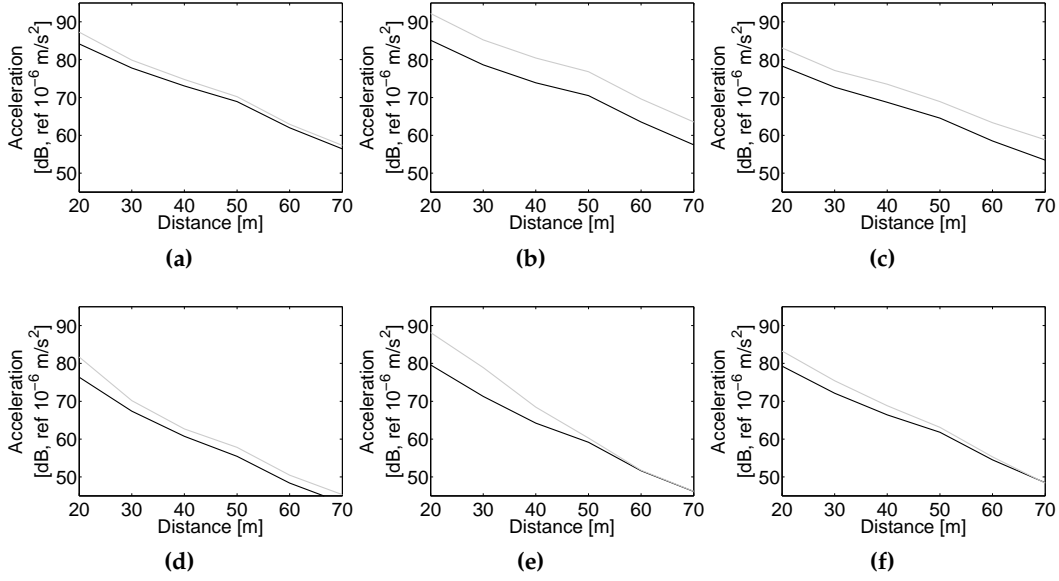 Acceleration
[dB, ref 10⁻⁶ m/s²]
90
80
70
60
50
20 30 40 50 60 70
Distance [m]
(a)
Acceleration
[dB, ref 10⁻⁶ m/s²]
90
80
70
60
50
20 30 40 50 60 70
Distance [m]
(b)
Acceleration
[dB, ref 10⁻⁶ m/s²]
90
80
70
60
50
20 30 40 50 60 70
Distance [m]
(c)
Acceleration
[dB, ref 10⁻⁶ m/s²]
90
80
70
60
50
20 30 40 50 60 70
Distance [m]
(d)
Acceleration
[dB, ref 10⁻⁶ m/s²]
90
80
70
60
50
20 30 40 50 60 70
Distance [m]
(e)
Acceleration
[dB, ref 10⁻⁶ m/s²]
90
80
70
60
50
20 30 40 50 60 70
Distance [m]
(f)